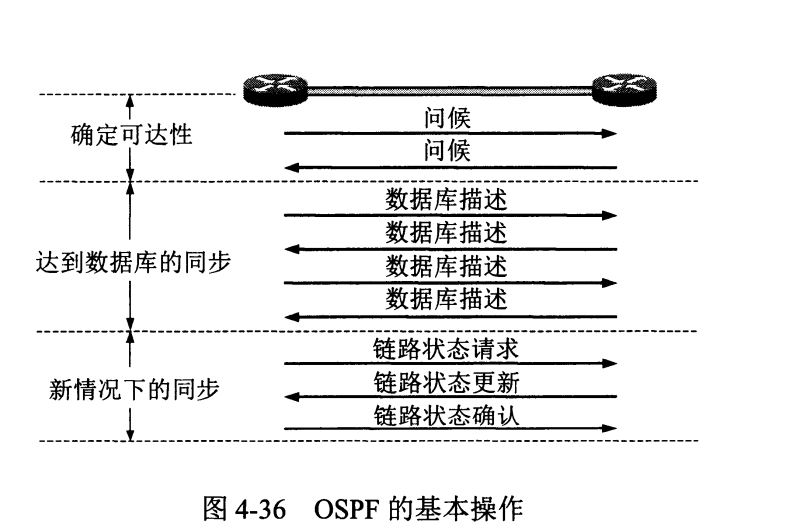 确定可达性
问候
问候
达到数据库的同步
数据库描述
数据库描述
数据库描述
数据库描述
新情况下的同步
链路状态请求
链路状态更新
链路状态确认
图 4-36 OSPF 的基本操作